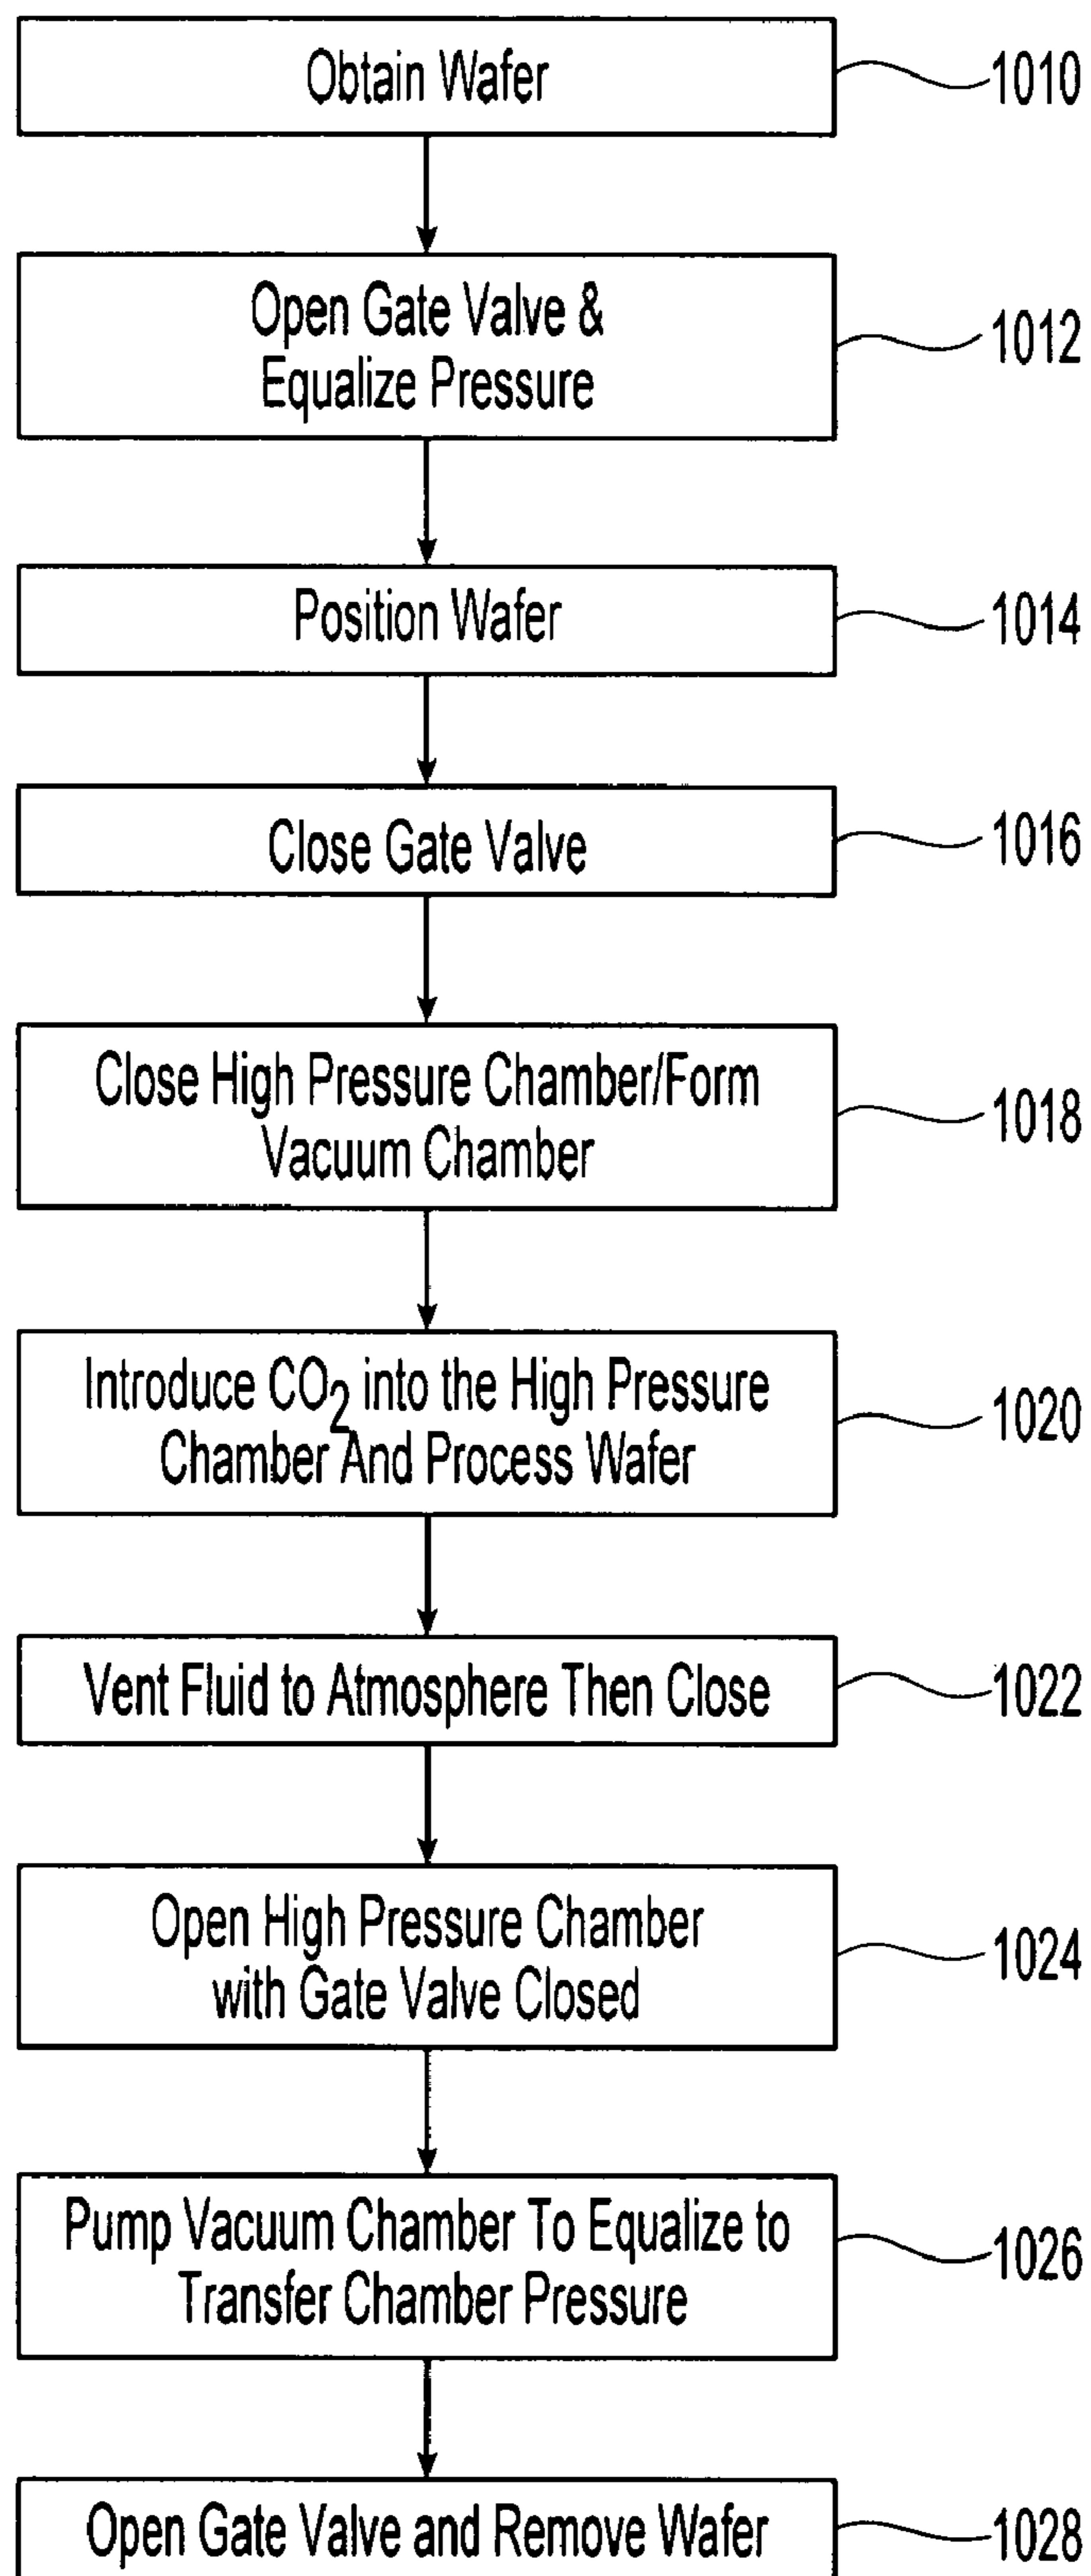 Obtain Wafer
1010
Open Gate Valve &
Equalize Pressure
1012
Position Wafer
1014
Close Gate Valve
1016
Close High Pressure Chamber/Form
Vacuum Chamber
1018
Introduce CO2 into the High Pressure
Chamber And Process Wafer
1020
Vent Fluid to Atmosphere Then Close
1022
Open High Pressure Chamber
with Gate Valve Closed
1024
Pump Vacuum Chamber To Equalize to
Transfer Chamber Pressure
1026
Open Gate Valve and Remove Wafer
1028